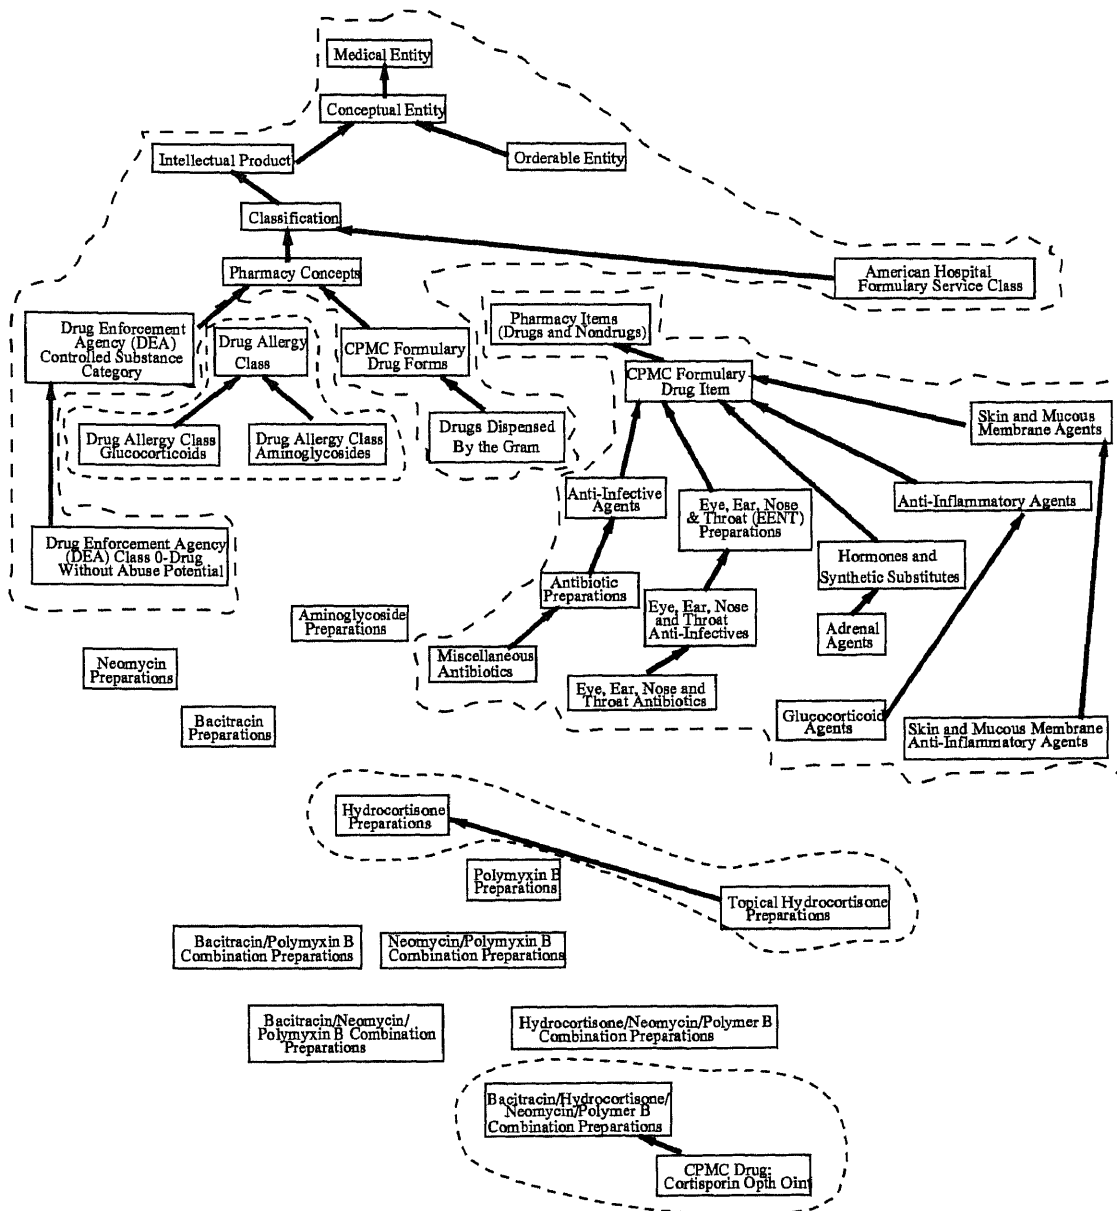 Medical Entity
Conceptual Entity
Intellectual Product
Orderable Entity
Classification
Pharmacy Concepts
American Hospital
Formulary Service Class
Drug Enforcement
Agency (DEA)
Controlled Substance
Category
Drug Allergy
Class
CPMC Formulary
Drug Forms
Pharmacy Items
(Drugs and Nondrugs)
CPMC Formulary
Drug Item
Drug Allergy Class
Glucocorticoids
Drug Allergy Class
Aminoglycosides
Drugs Dispensed
By the Gram
Skin and Mucous
Membrane Agents
Anti-Infective
Agents
Eye, Ear, Nose
& Throat (EENT)
Preparations
Anti-Inflammatory Agents
Drug Enforcement Agency
(DEA) Class 0-Drug
Without Abuse Potential
Hormones and
Synthetic Substitutes
Antibiotic
Preparations
Aminoglycoside
Preparations
Eye, Ear, Nose
and Throat
Anti-Infectives
Adrenal
Agents
Neomycin
Preparations
Miscellaneous
Antibiotics
Eye, Ear, Nose and
Throat Antibiotics
Bacitracin
Preparations
Glucocorticoid
Agents
Skin and Mucous Membrane
Anti-Inflammatory Agents
Hydrocortisone
Preparations
Polymyxin B
Preparations
Topical Hydrocortisone
Preparations
Bacitracin/Polymyxin B
Combination Preparations
Neomycin/Polymyxin B
Combination Preparations
Bacitracin/Neomycin/
Polymyxin B Combination
Preparations
Hydrocortisone/Neomycin/Polymer B
Combination Preparations
Bacitracin/Hydrocortisone/
Neomycin/Polymer B
Combination Preparations
CPMC Drug:
Cortisporin Opth Oint